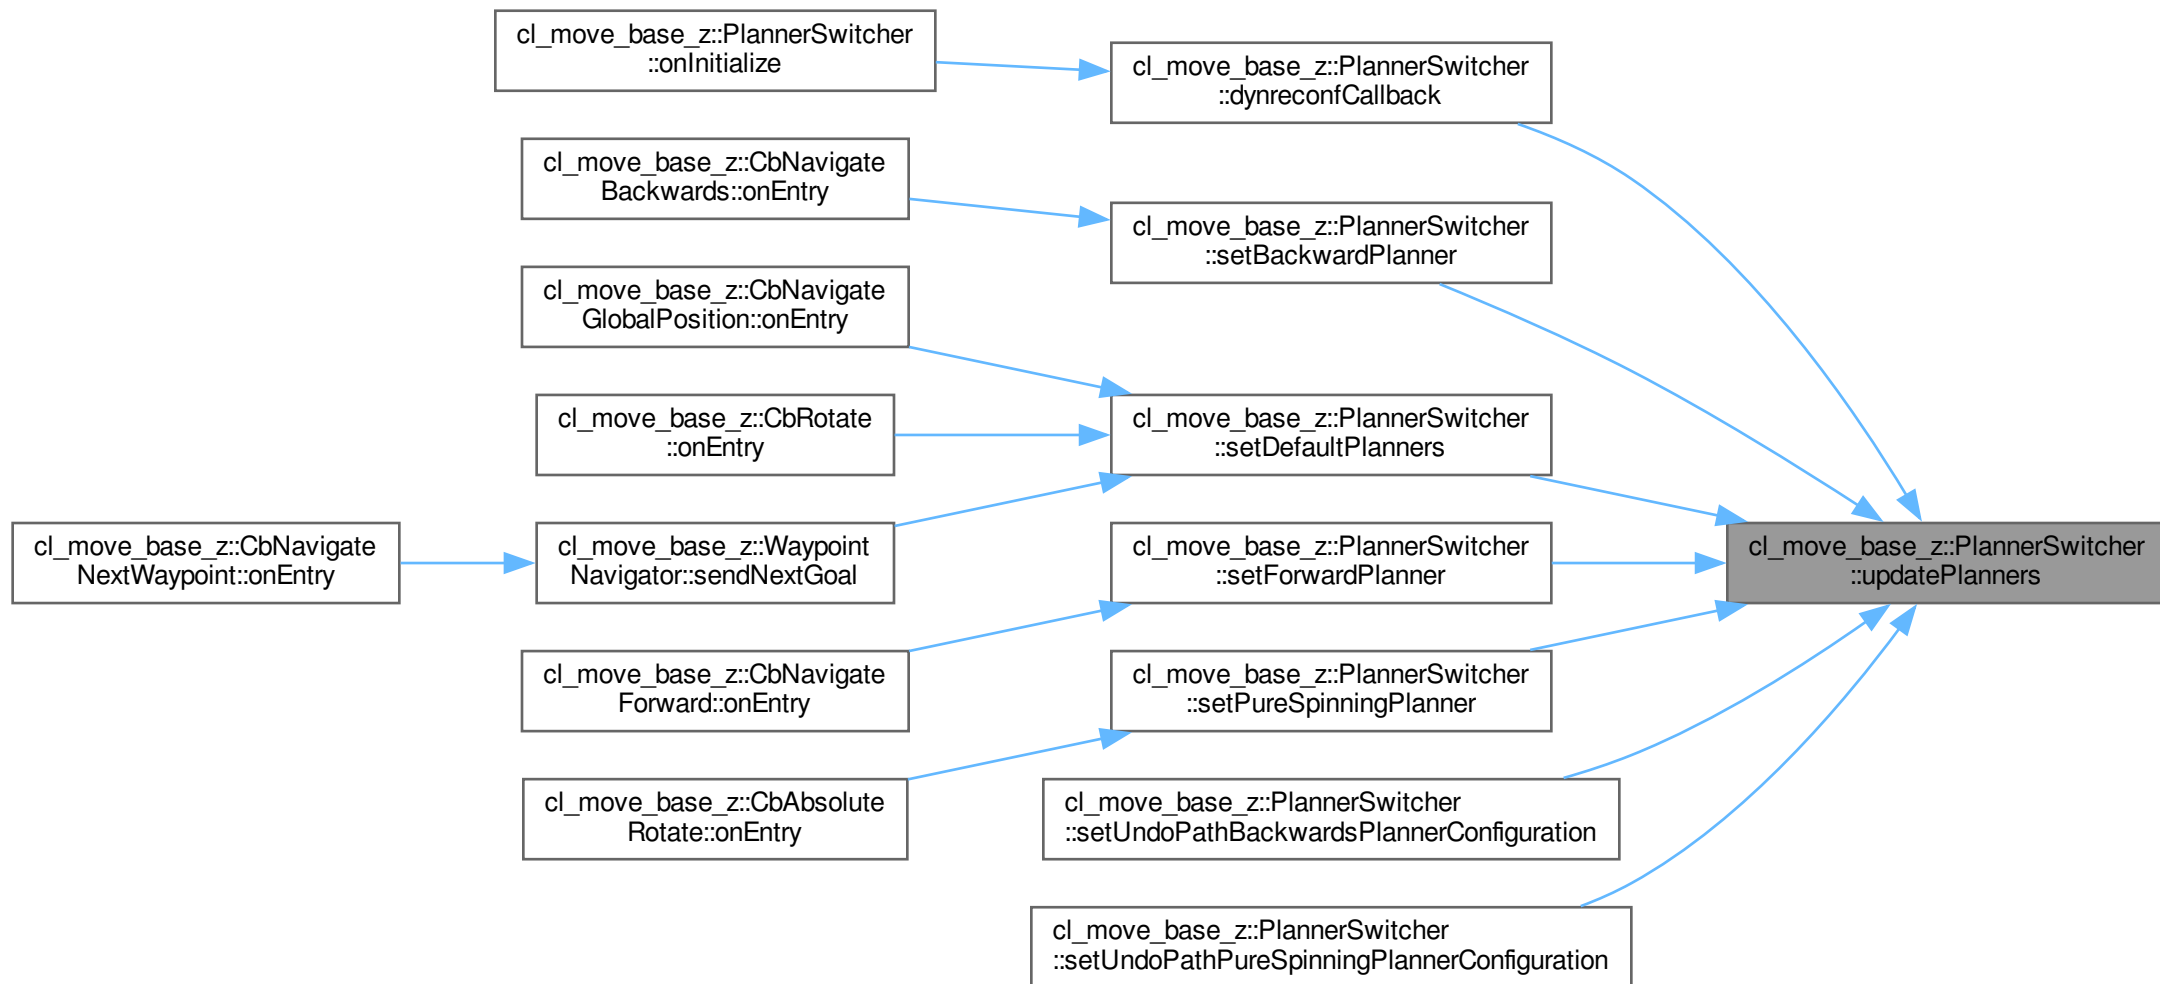 cl_move_base_z::PlannerSwitcher
::onInitialize
cl_move_base_z::PlannerSwitcher
::dynreconfCallback
cl_move_base_z::CbNavigate
Backwards::onEntry
cl_move_base_z::PlannerSwitcher
::setBackwardPlanner
cl_move_base_z::CbNavigate
GlobalPosition::onEntry
cl_move_base_z::CbRotate
::onEntry
cl_move_base_z::PlannerSwitcher
::setDefaultPlanners
cl_move_base_z::CbNavigate
NextWaypoint::onEntry
cl_move_base_z::Waypoint
Navigator::sendNextGoal
cl_move_base_z::PlannerSwitcher
::setForwardPlanner
cl_move_base_z::PlannerSwitcher
::updatePlanners
cl_move_base_z::CbNavigate
Forward::onEntry
cl_move_base_z::PlannerSwitcher
::setPureSpinningPlanner
cl_move_base_z::CbAbsolute
Rotate::onEntry
cl_move_base_z::PlannerSwitcher
::setUndoPathBackwardsPlannerConfiguration
cl_move_base_z::PlannerSwitcher
::setUndoPathPureSpinningPlannerConfiguration